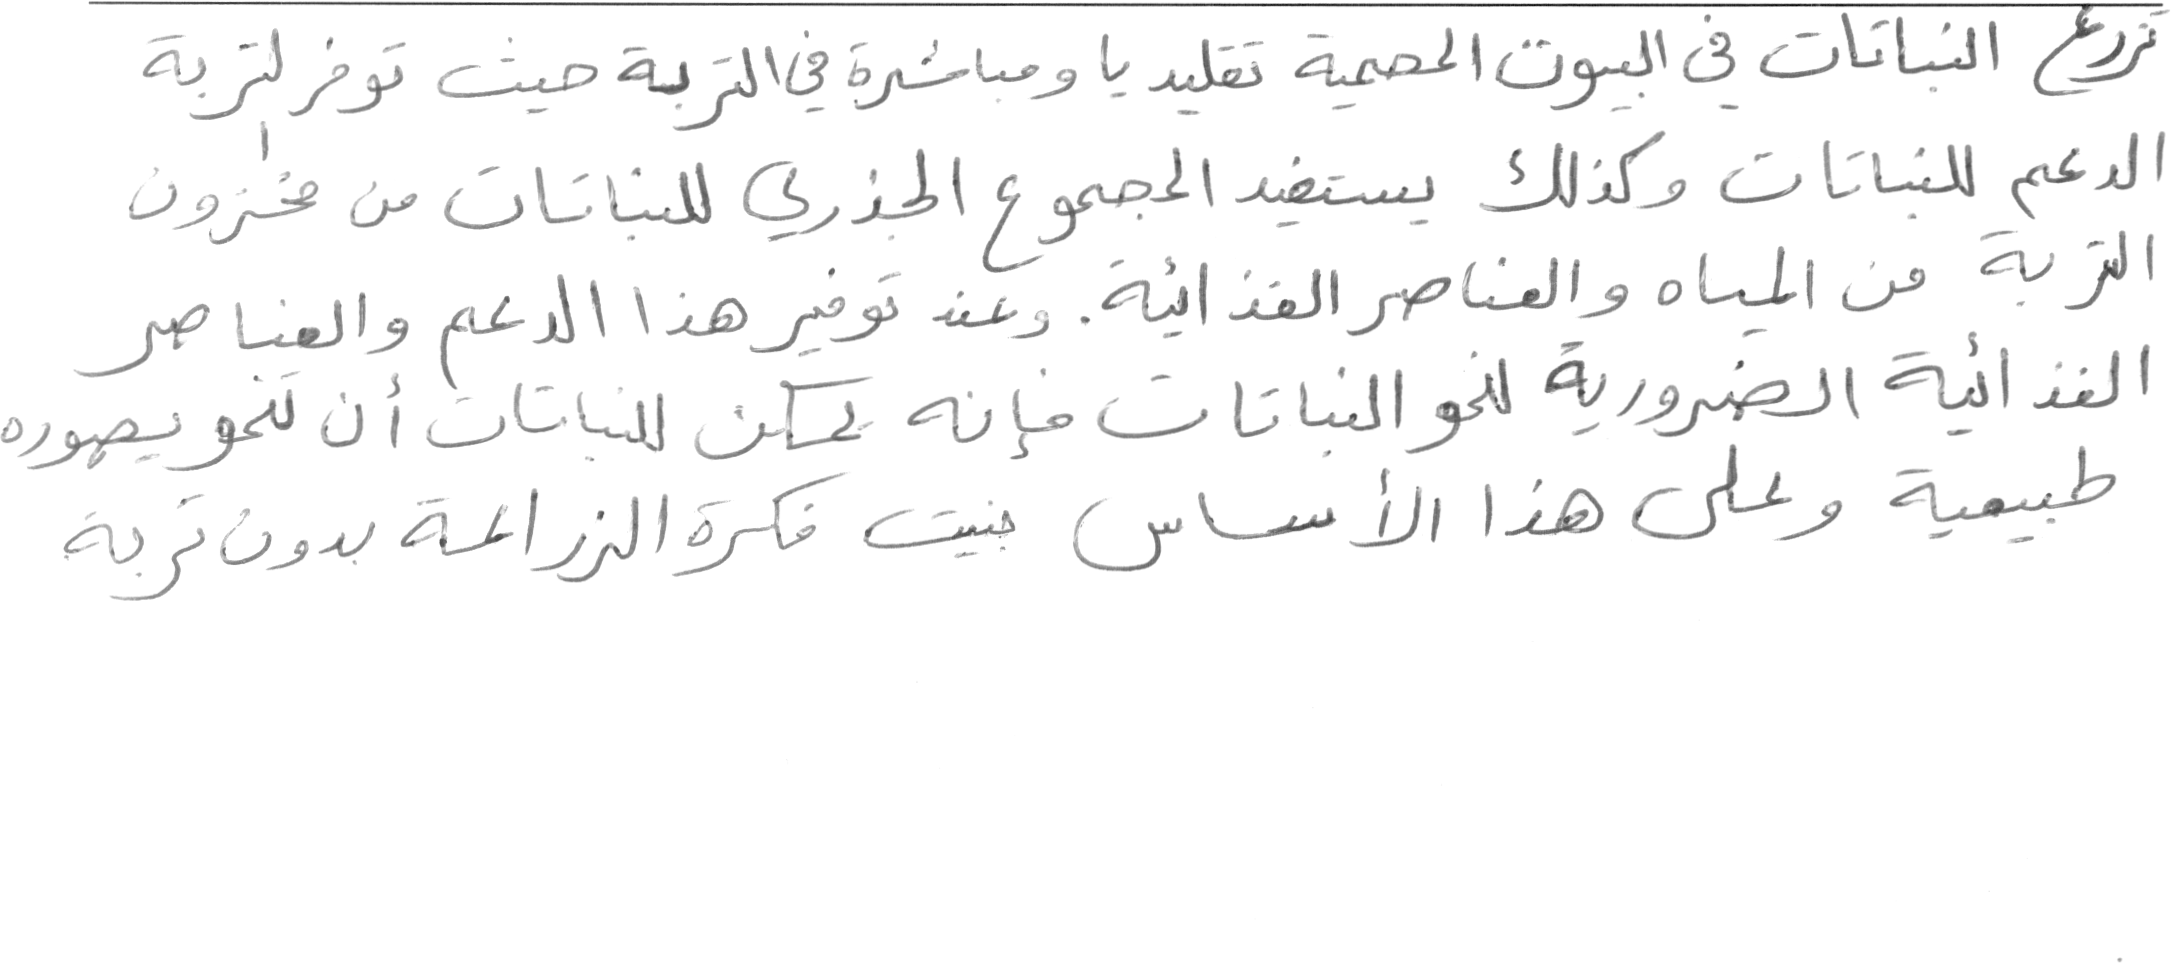 تزرع النباتات في البيوت المحمية تقليديا ومباشرة في التربة حيث توفر لتربة
الدعم للنباتات وكذلك يستفيد المجموع الجذري للنباتات من مخزون
التربة من المياه والعناصر الغذائية. وعند توفير هذا الدعم والعناصر
الغذائية الضرورية لنمو النباتات فإنه يمكن للنباتات أن تنمو بصوره
طبيعية وعلى هذا الأساس بنيت فكرة الزراعة بدون تربة